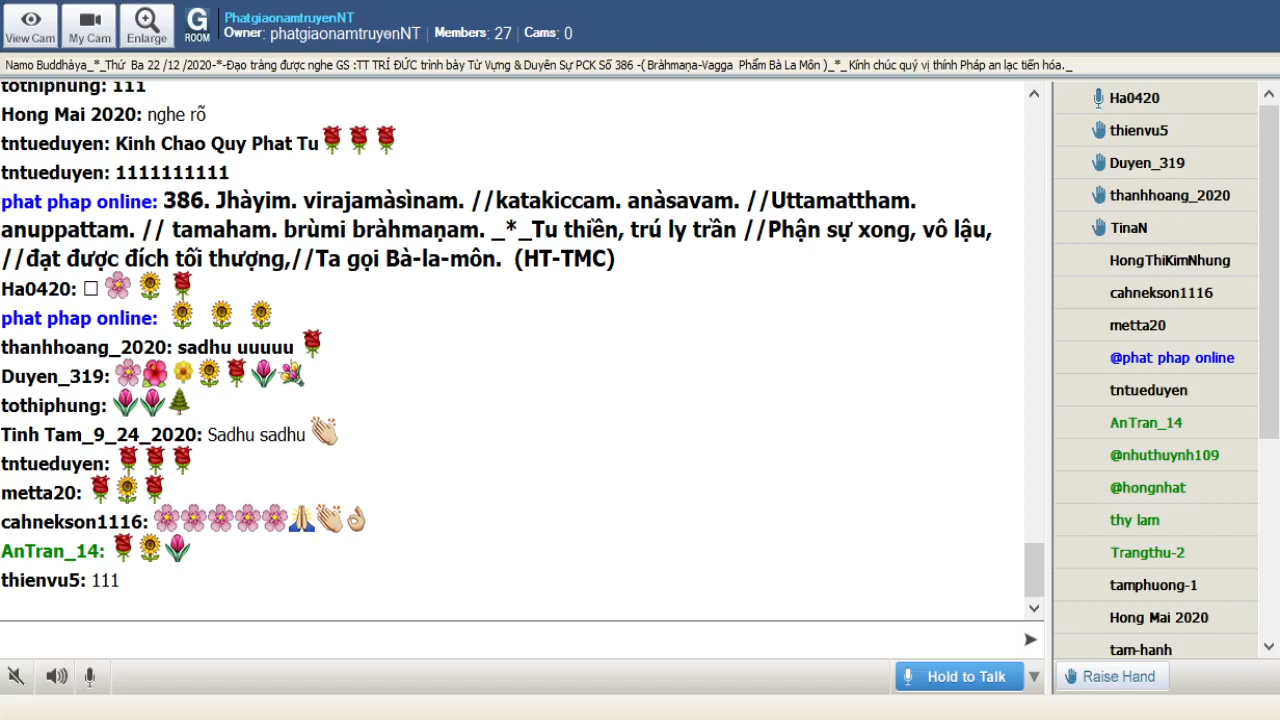 View Cam
My Cam
Enlarge
G
ROOM
PhatgiaonamtruyenNT
Owner: phatgiaonamtruyenNT | Members: 27 | Cams: 0
Namo Buddhàya_*_Thứ Ba 22 /12 /2020-*-Đạo tràng được nghe GS :TT TRÍ ĐỨC trình bày Từ Vựng & Duyên Sự PCK Số 386 -( Bràhmaṇa-Vagga Phẩm Bà La Môn )_*_ Kính chúc quý vị thính Pháp an lạc tiến hóa._
tothiphung: 111
Hong Mai 2020: nghe rõ
tntueduyen: Kinh Chao Quy Phat Tu
tntueduyen: 1111111111
phat phap online: 386. Jhàyim. virajamàsìnam. //katakiccam. anàsavam. //Uttamattham.
anuppattam. // tamaham. brùmi bràhmaṇam. _*_Tu thiền, trú ly trần //Phận sự xong, vô lậu,
//đạt được đích tối thượng,//Ta gọi Bà-la-môn. (HT-TMC)
Ha0420:
phat phap online:
thanhhoang_2020: sadhu uuuuu
Duyen_319:
tothiphung:
Tinh Tam_9_24_2020: Sadhu sadhu
tntueduyen:
metta20:
cahnekson1116:
AnTran_14:
thienvu5: 111
Hold to Talk
Ha0420
thienvu5
Duyen_319
thanhhoang_2020
TinaN
HongThiKimNhung
cahnekson1116
metta20
@phat phap online
tntueduyen
AnTran_14
@nhuthuynh109
@hongnhat
thy lam
Trangthu-2
tamphuong-1
Hong Mai 2020
tam-hanh
Raise Hand